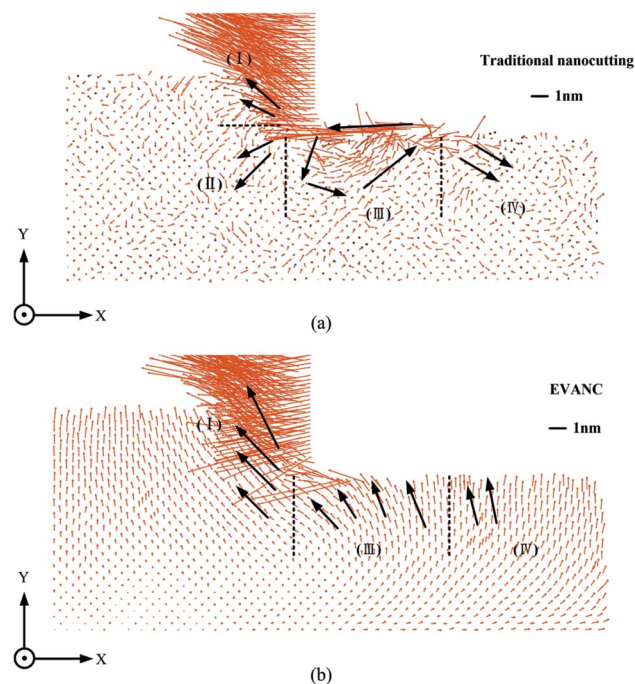 (Ⅰ)
Traditional nanocutting
1nm
(Ⅱ)
(Ⅲ)
(Ⅳ)
Y
X
(a)
EVANC
1nm
(Ⅰ)
(Ⅲ)
(Ⅳ)
Y
X
(b)